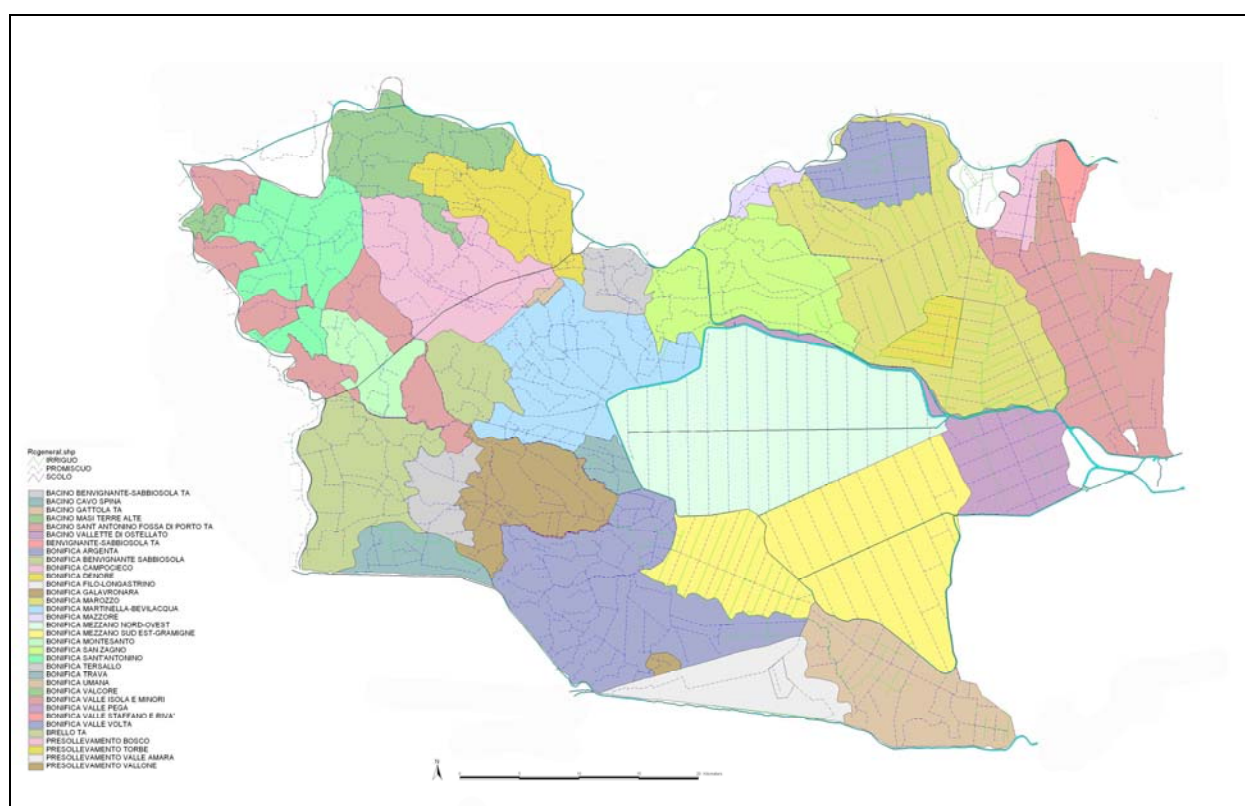 Rcgeneral.shp
IRRIGUO
PROMISCUO
SCOLO
BACINO BENVIGNANTE-SABBIOSOLA TA
BACINO CAVO SPINA
BACINO GATTOLA TA
BACINO MASI TERRE ALTE
BACINO SANT ANTONINO FOSSA DI PORTO TA
BACINO VALLETTE DI OSTELLATO
BENVIGNANTE-SABBIOSOLA TA
BONIFICA ARGENTA
BONIFICA BENVIGNANTE SABBIOSOLA
BONIFICA CAMPOCIECO
BONIFICA DENORE
BONIFICA FILO-LONGASTRINO
BONIFICA GALAVRONARA
BONIFICA MAROZZO
BONIFICA MARTINELLA-BEVILACQUA
BONIFICA MAZZORE
BONIFICA MEZZANO NORD-OVEST
BONIFICA MEZZANO SUD EST-GRAMIGNE
BONIFICA MONTESANTO
BONIFICA SANZAGNO
BONIFICA SANT'ANTONINO
BONIFICA TERSALLO
BONIFICA TRAVA
BONIFICA UMANA
BONIFICA VALCORE
BONIFICA VALLE ISOLA E MINORI
BONIFICA VALLE PEGA
BONIFICA VALLE STAFFANO E RIVA'
BONIFICA VALLE VOLTA
BRELLO TA
PRESOLLEVAMENTO BOSCO
PRESOLLEVAMENTO TORBE
PRESOLLEVAMENTO VALLE AMARA
PRESOLLEVAMENTO VALLONE
N